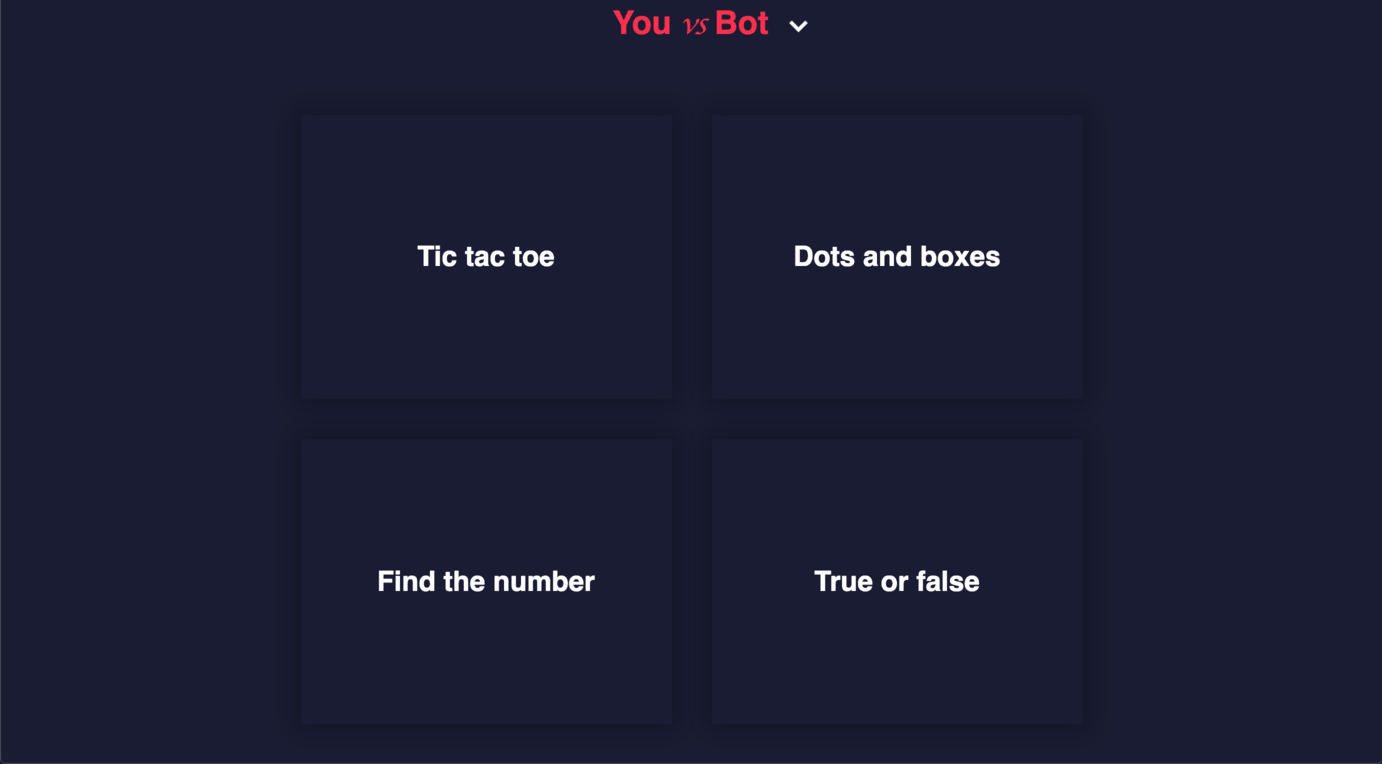 You vs Bot
Tic tac toe
Dots and boxes
Find the number
True or false